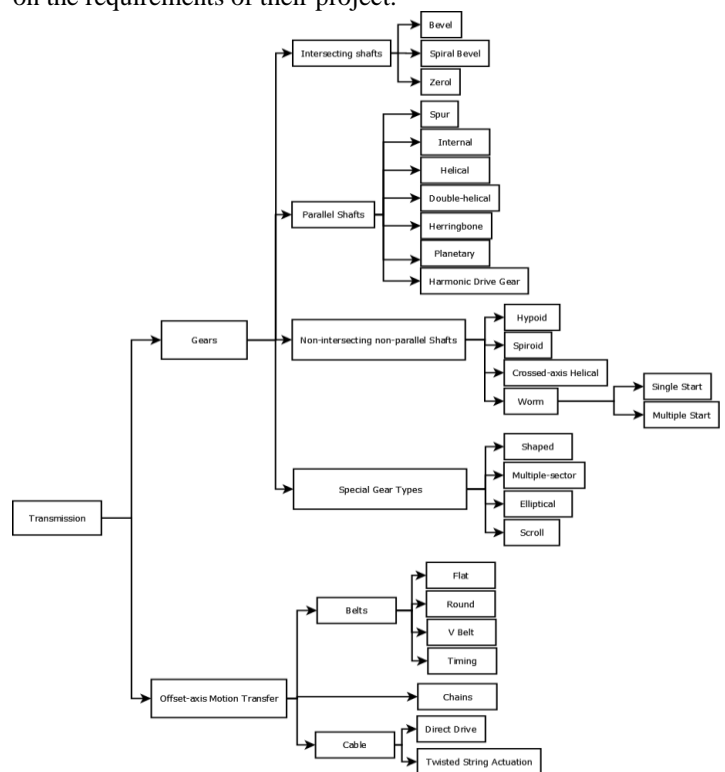 on the requirements of their project.
Bevel
Intersecting shafts
Spiral Bevel
Zerol
Spur
Internal
Helical
Double-helical
Parallel Shafts
Herringbone
Planetary
Harmonic Drive Gear
Hypoid
Gears
Non-intersecting non-parallel Shafts
Spiroid
Crossed-axis Helical
Single Start
Worm
Multiple Start
Shaped
Multiple-sector
Special Gear Types
Elliptical
Transmission
Scroll
Flat
Belts
Round
V Belt
Timing
Offset-axis Motion Transfer
Chains
Direct Drive
Cable
Twisted String Actuation